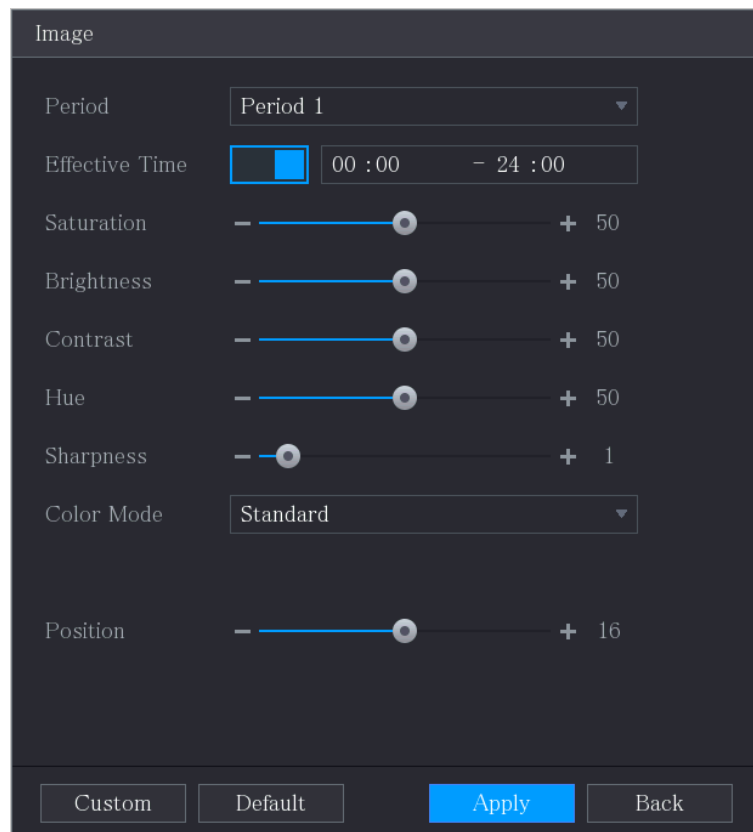 Image
Period Period 1
Effective Time 00 :00 - 24 :00
Saturation 50
Brightness 50
Contrast 50
Hue 50
Sharpness 1
Color Mode Standard
Position 16
Custom Default Apply Back